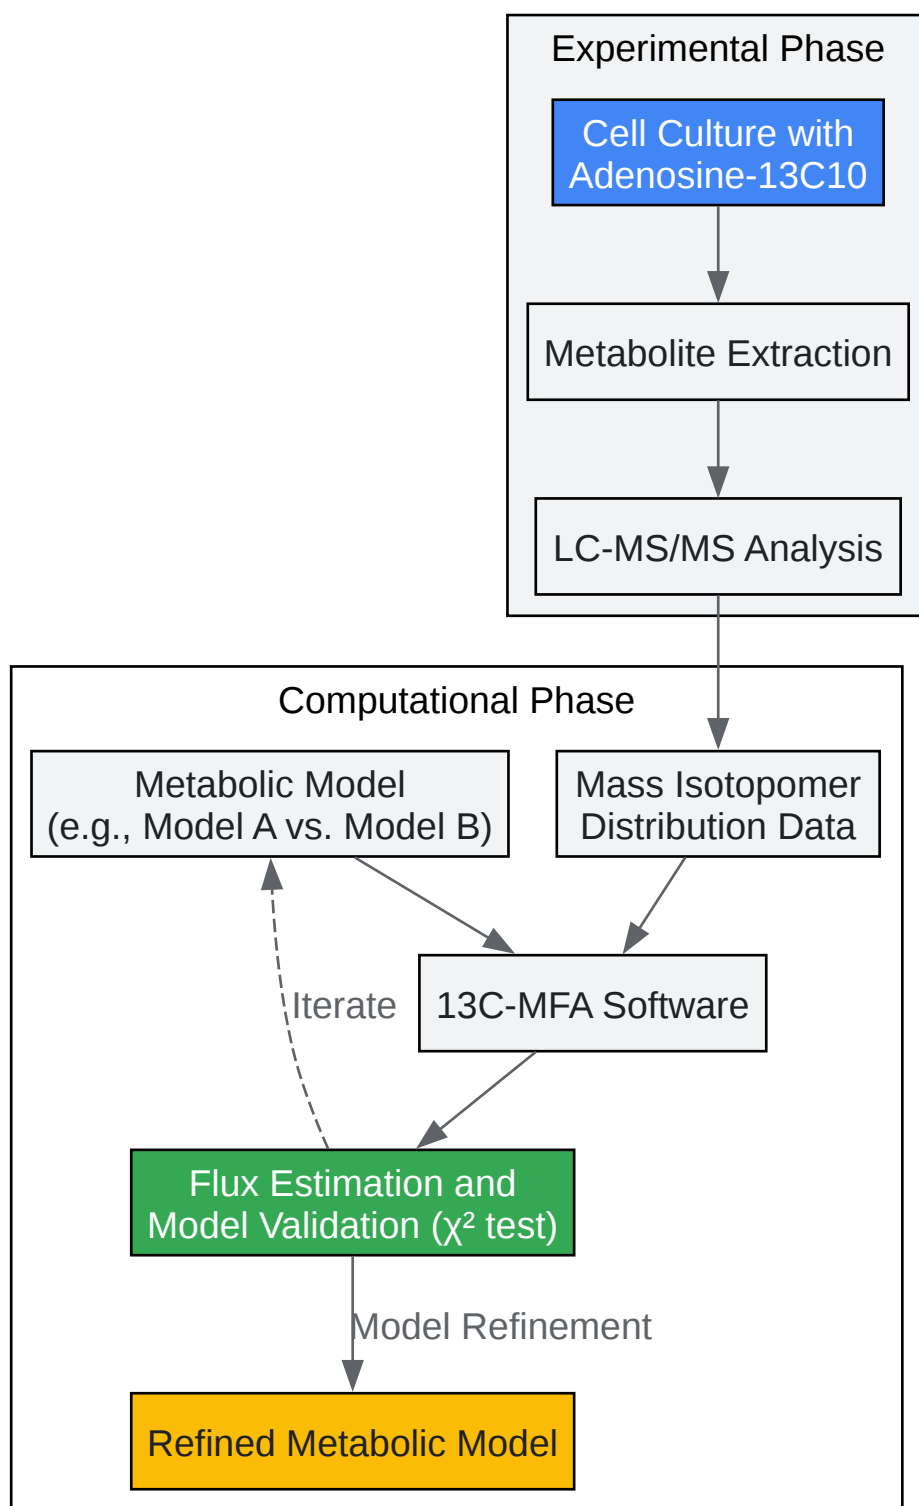 Experimental Phase
Cell Culture with
Adenosine-13C10
Metabolite Extraction
LC-MS/MS Analysis
Computational Phase
Metabolic Model
(e.g., Model A vs. Model B)
Mass Isotopomer
Distribution Data
Iterate
13C-MFA Software
Flux Estimation and
Model Validation (χ² test)
Model Refinement
Refined Metabolic Model